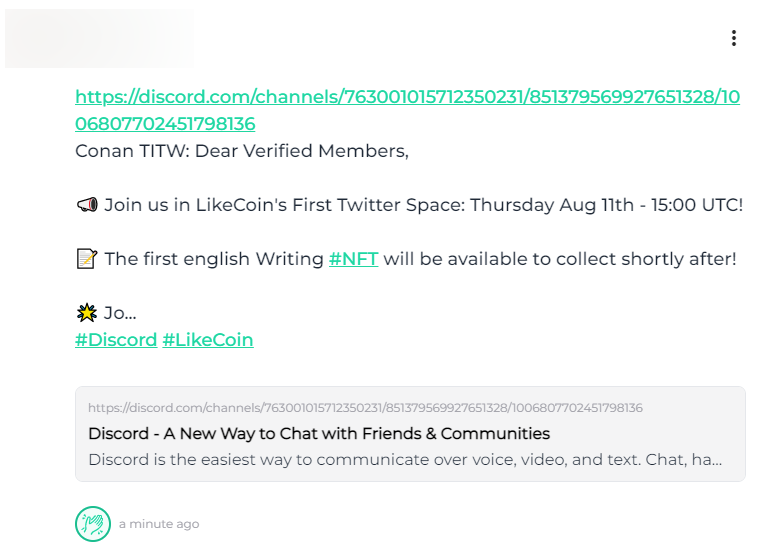 https://discord.com/channels/763001015712350231/851379569927651328/10
06807702451798136
Conan TITW: Dear Verified Members,
📣 Join us in LikeCoin's First Twitter Space: Thursday Aug 11th - 15:00 UTC!
📝 The first english Writing #NFT will be available to collect shortly after!
🌟 Jo...
#Discord #LikeCoin
https://discord.com/channels/763001015712350231/851379569927651328/1006807702451798136
Discord - A New Way to Chat with Friends & Communities
Discord is the easiest way to communicate over voice, video, and text. Chat, ha...
a minute ago